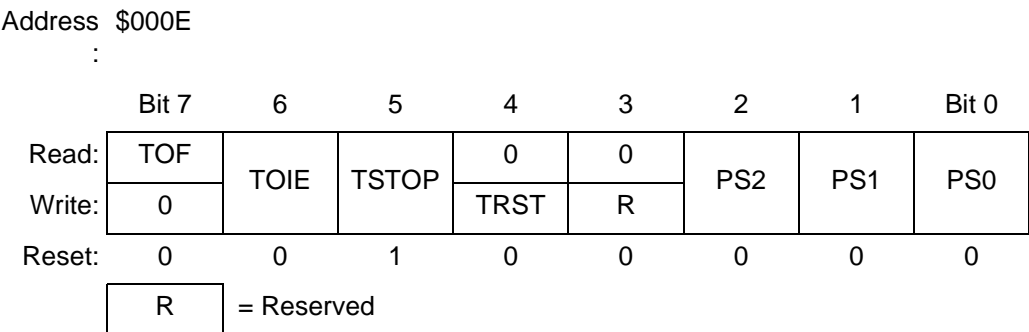 Address $000E
:
Bit 7 6 5 4 3 2 1 Bit 0
Read: TOF TOIE TSTOP 0 0 PS2 PS1 PS0
Write: 0 TRST R
Reset: 0 0 1 0 0 0 0 0
R = Reserved